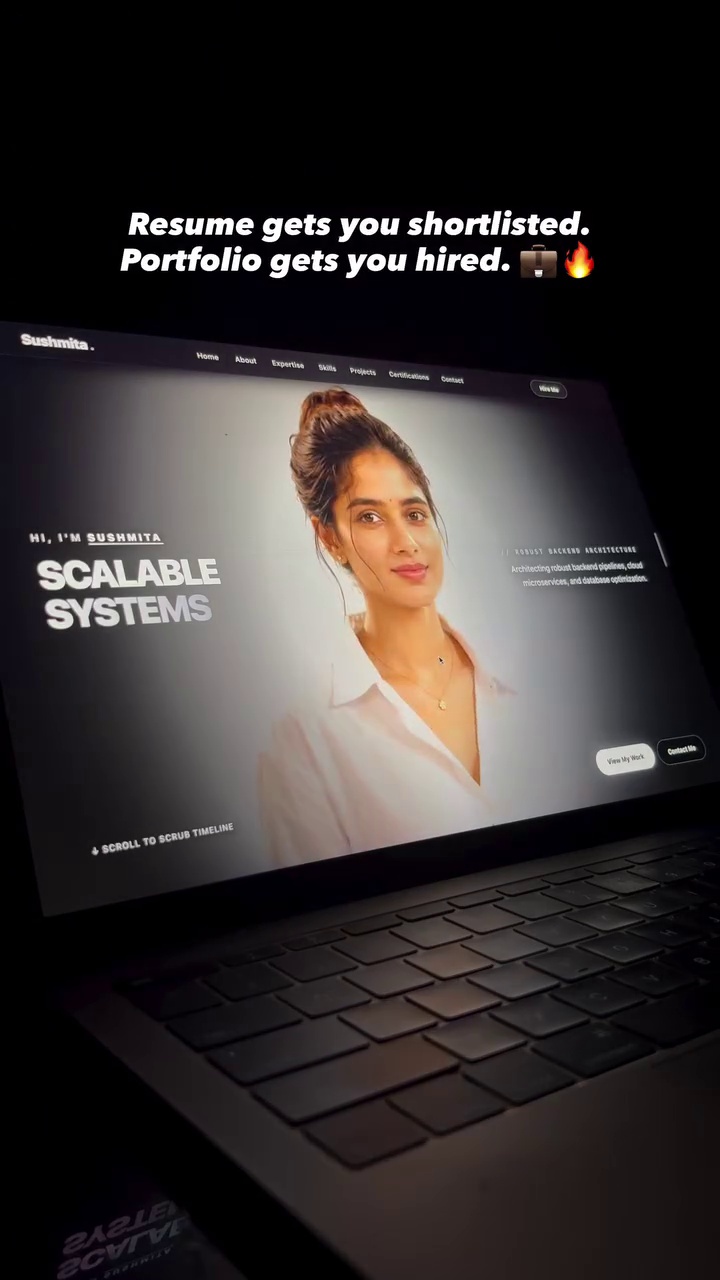 Resume gets you shortlisted.
Portfolio gets you hired. 💼🔥
Sushmita.
Home About Expertise Skills Projects Certifications Contact
Hire Me
HI, I'M SUSHMITA
SCALABLE
SYSTEMS
// ROBUST BACKEND ARCHITECTURE
Architecting robust backend pipelines, cloud
microservices, and database optimization.
View My Work
Contact Me
↓ SCROLL TO SCRUB TIMELINE